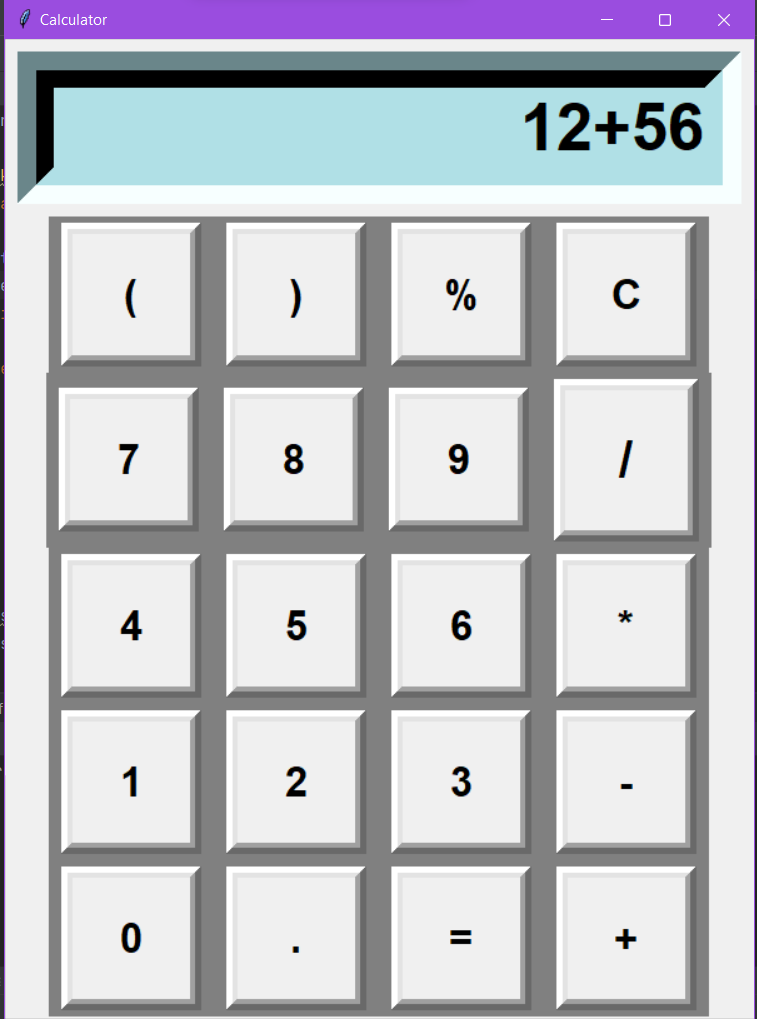 Calculator
12+56
( ) % C
7 8 9 /
4 5 6 *
1 2 3 -
0 . = +